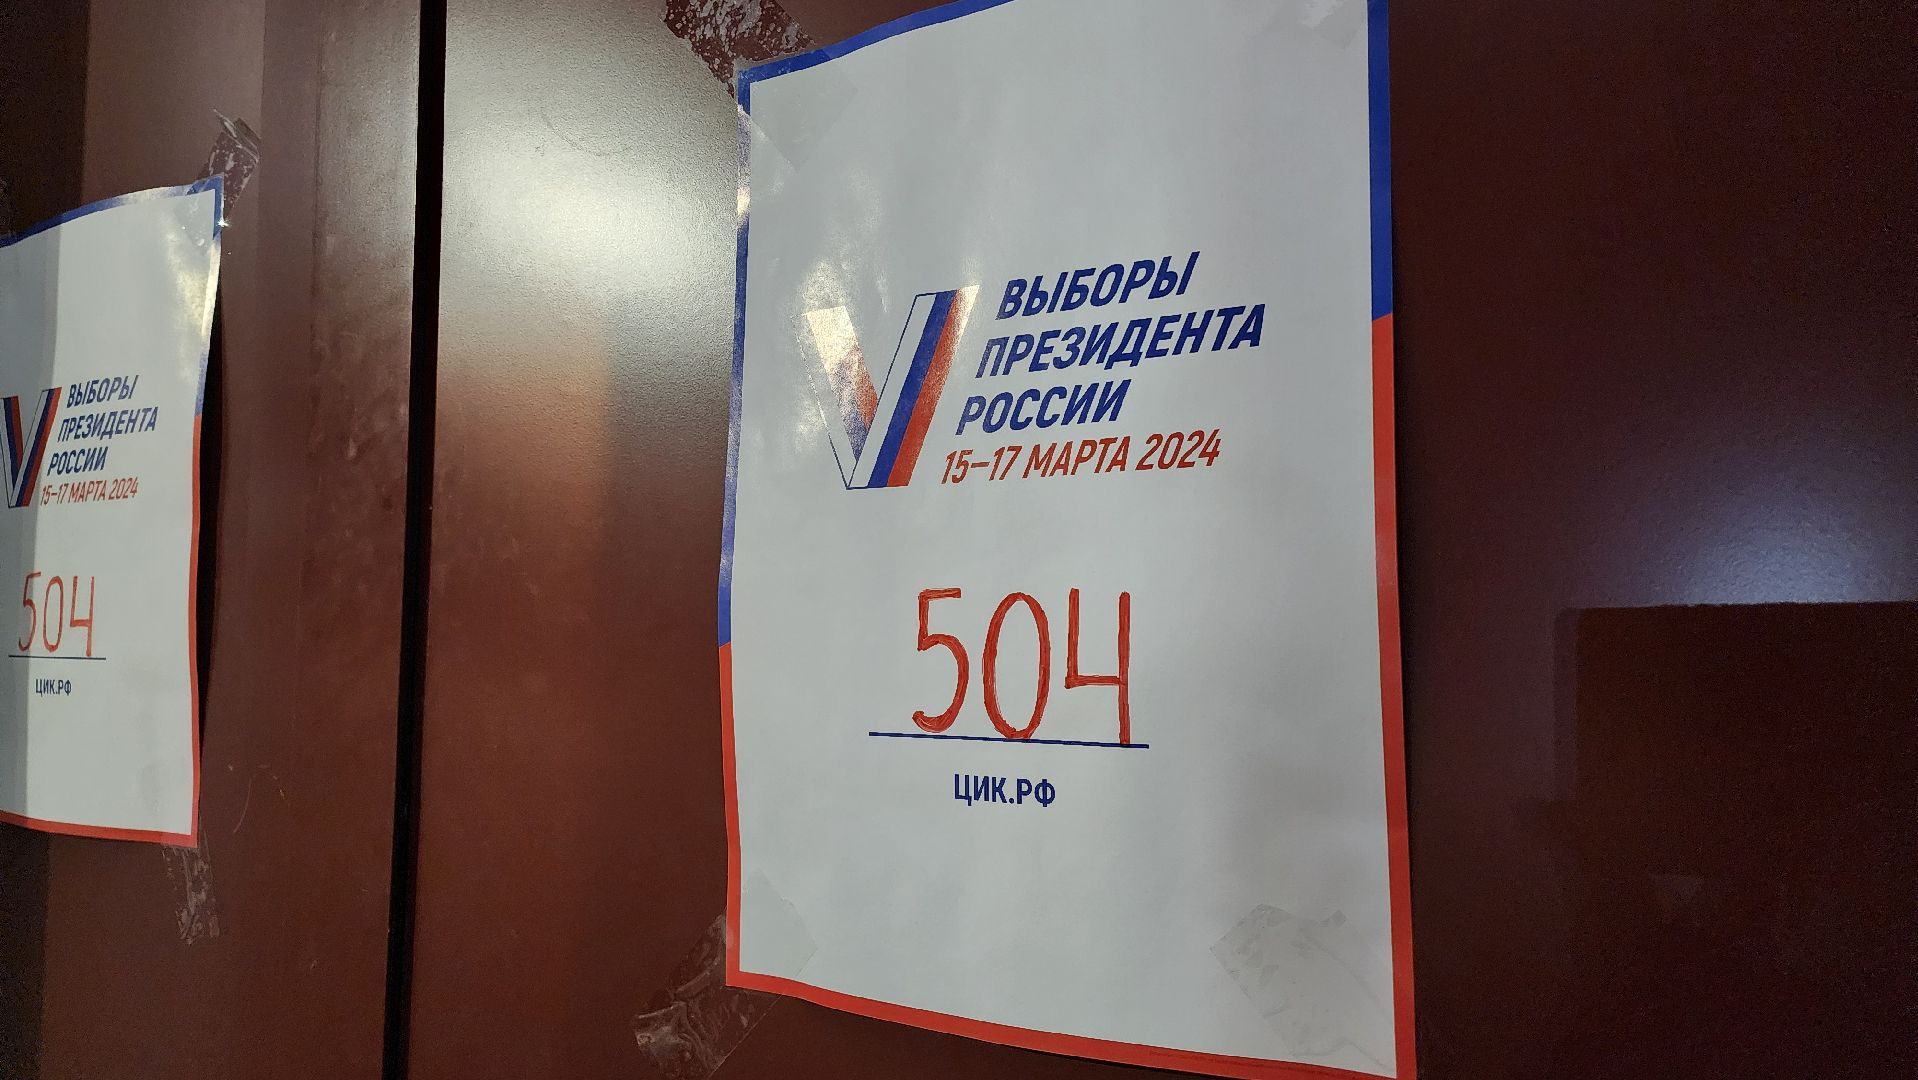 ВЫБОРЫ
ПРЕЗИДЕНТА
РОССИИ
15–17 МАРТА 2024
504
ЦИК.РФ
ВЫБОРЫ
ПРЕЗИДЕНТА
РОССИИ
15–17 МАРТА 2024
504
ЦИК.РФ